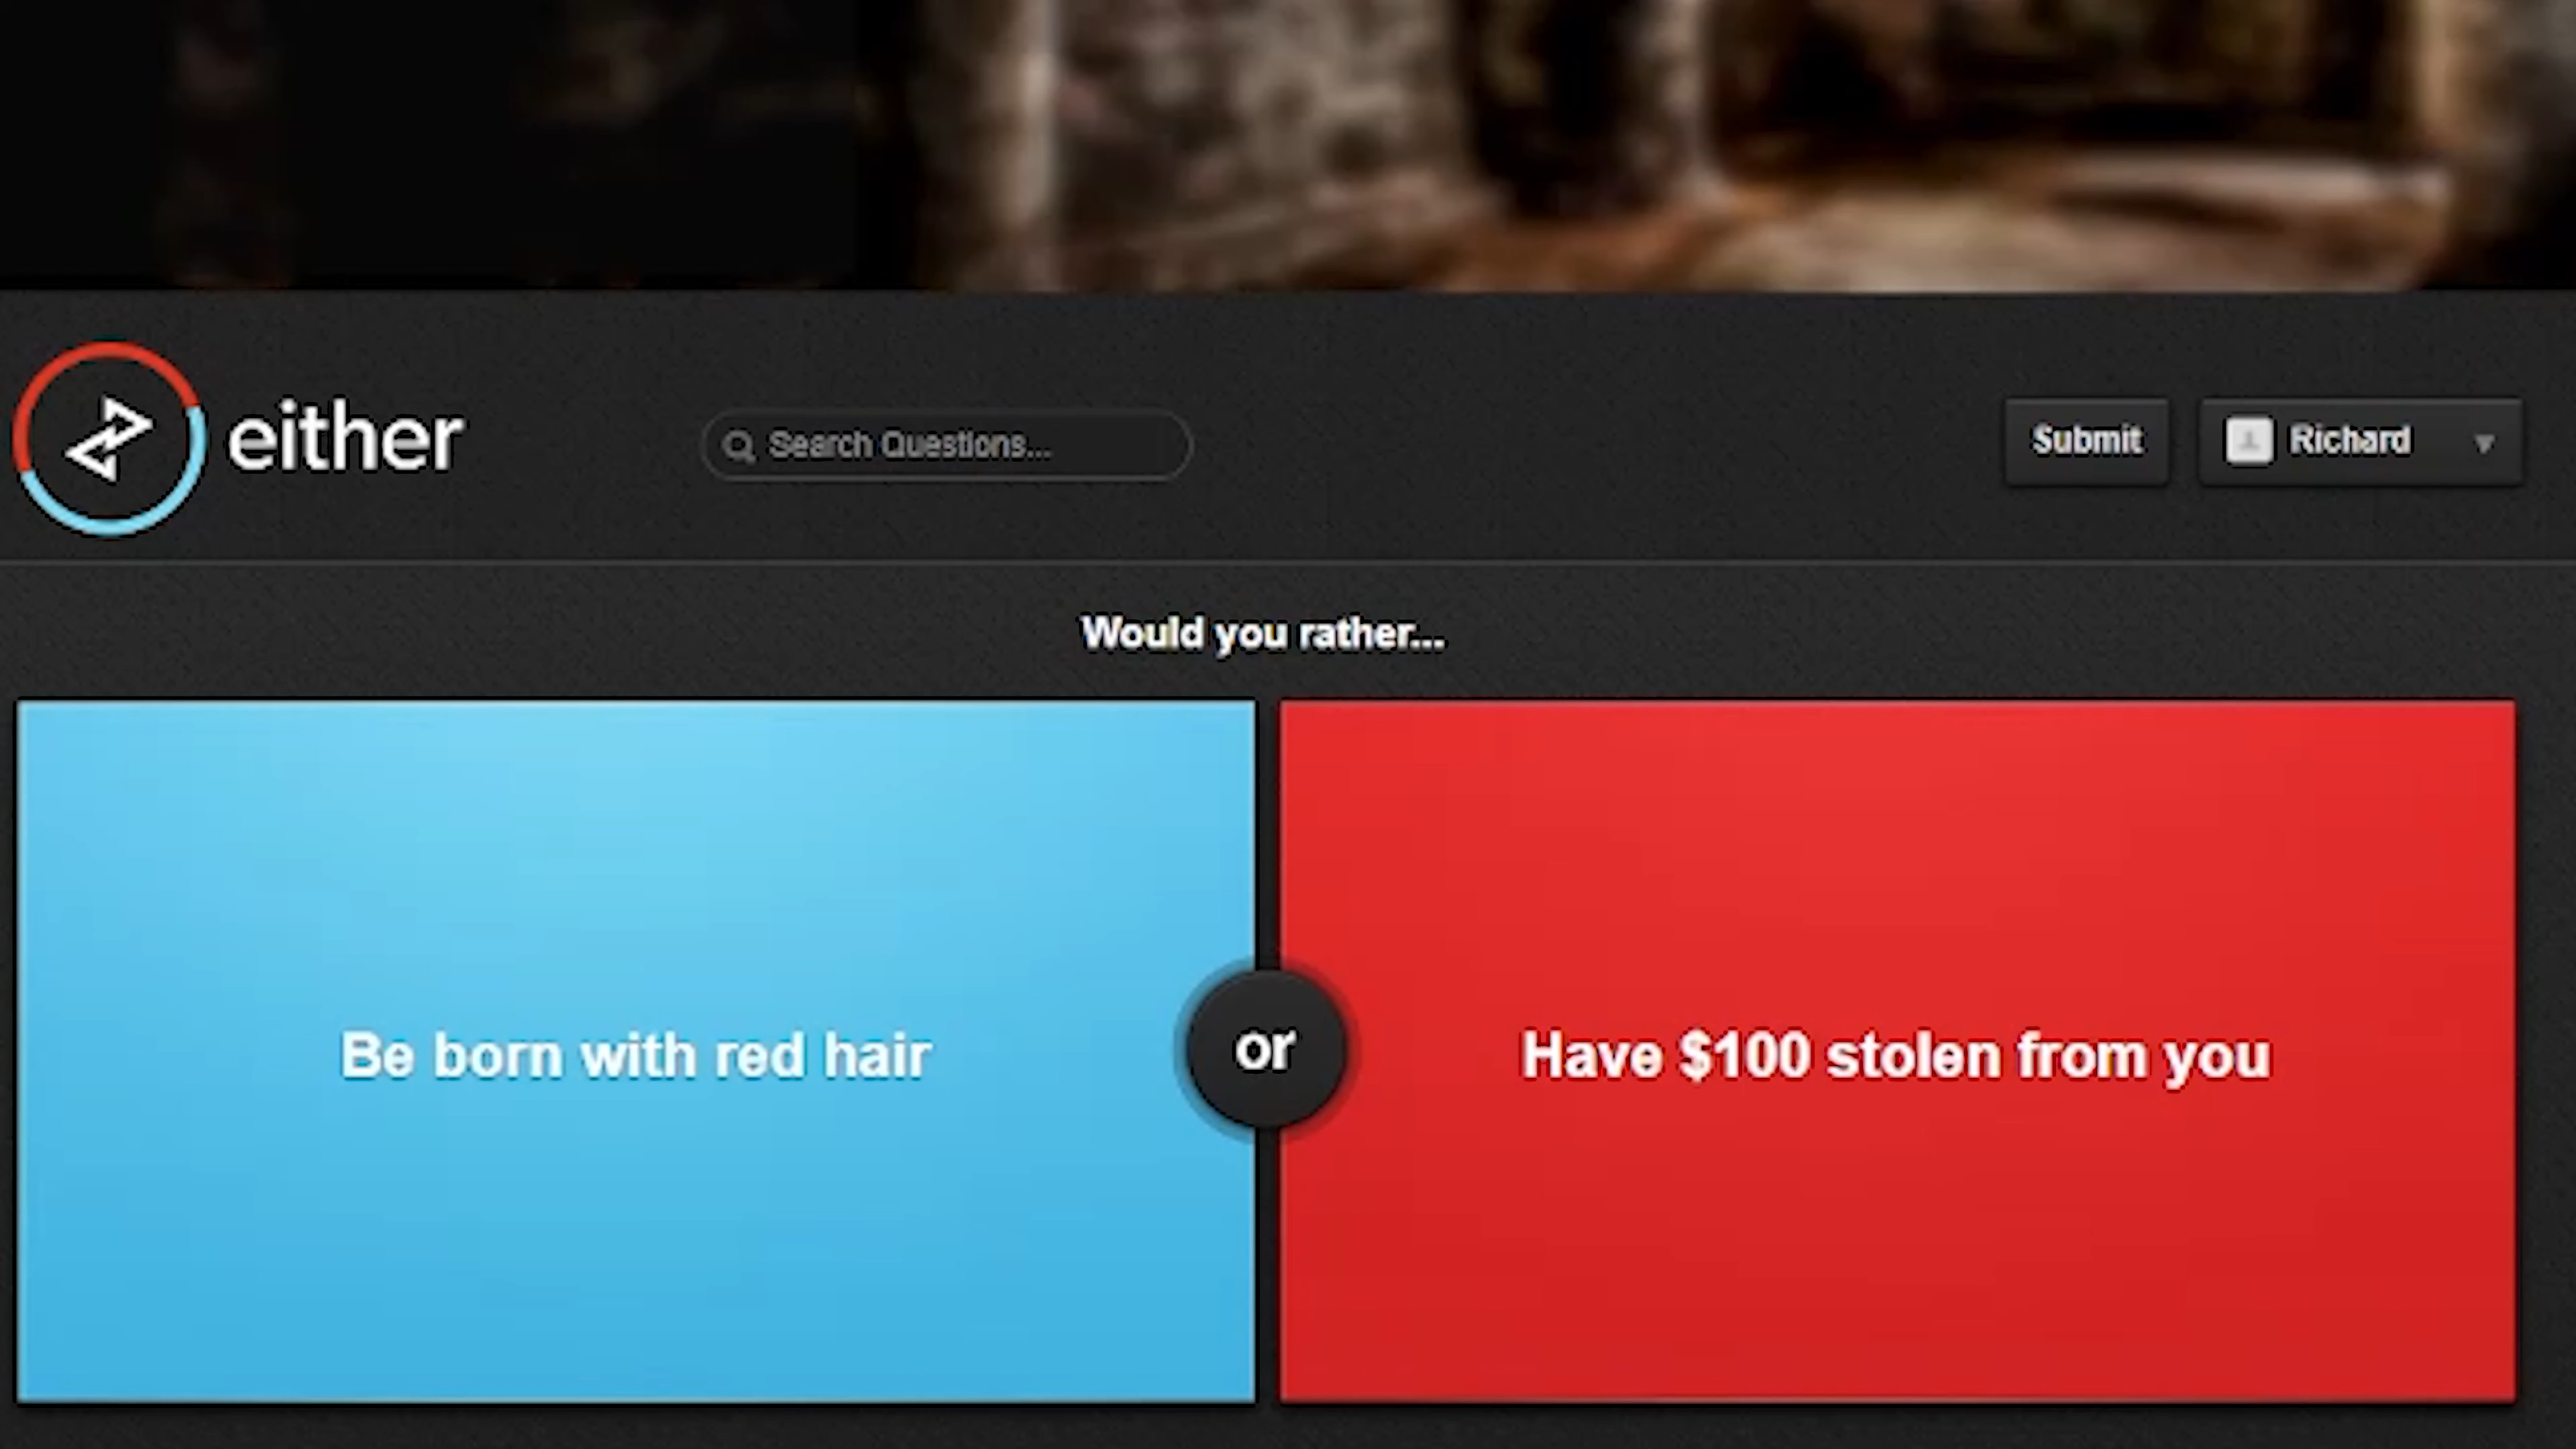 either
Search Questions...
Submit
Richard
Would you rather...
Be born with red hair
or
Have $100 stolen from you